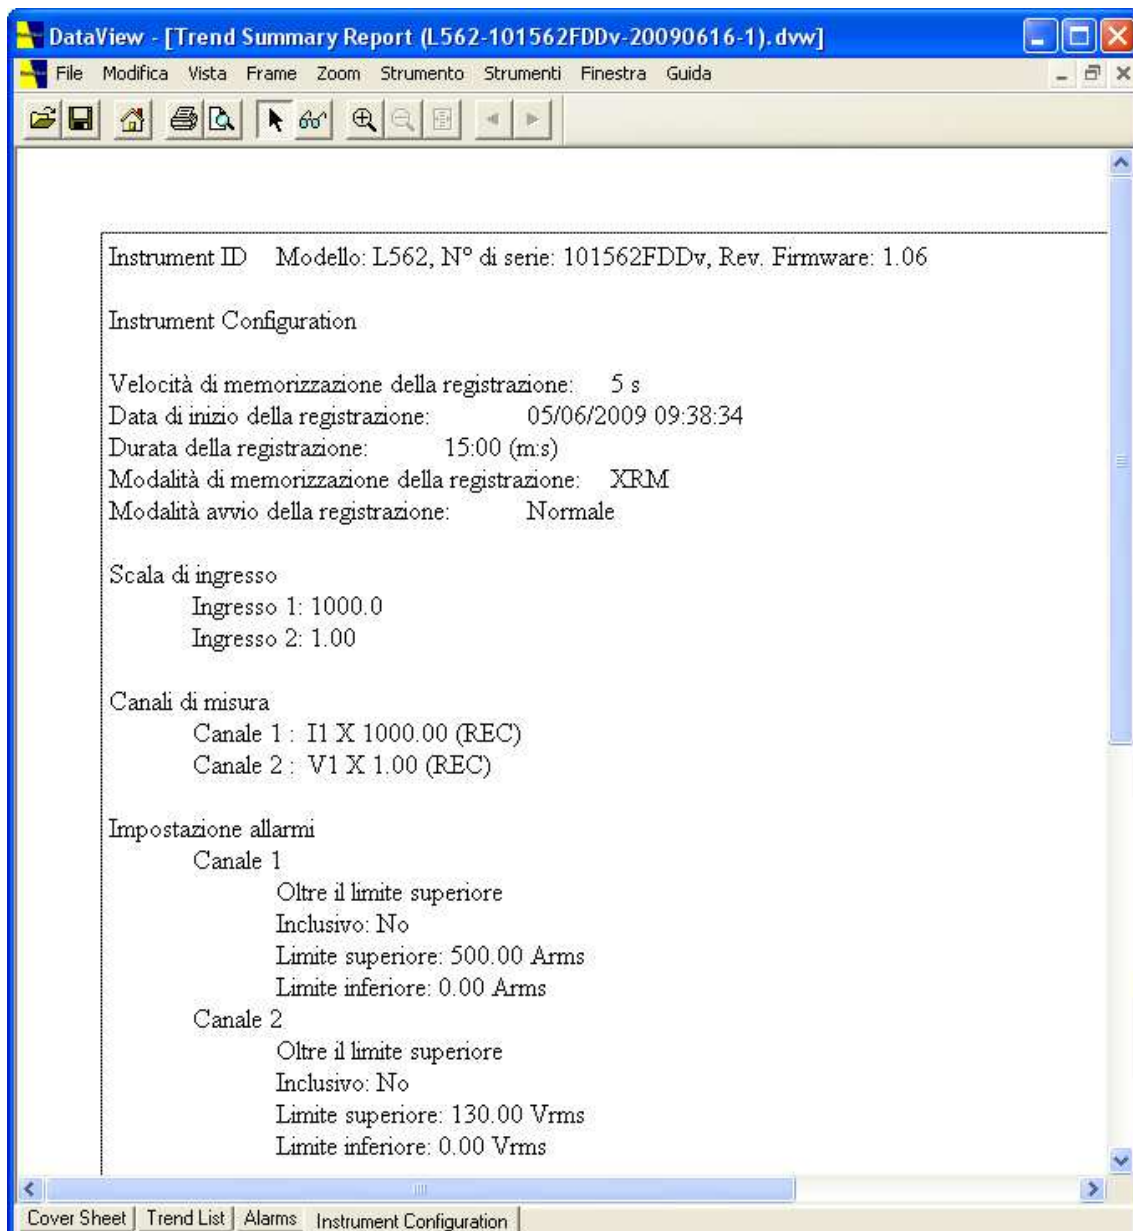 DataView - [Trend Summary Report (L562-101562FDDv-20090616-1).dvw]
File Modifica Vista Frame Zoom Strumento Strumenti Finestra Guida
Instrument ID Modello: L562, N° di serie: 101562FDDv, Rev. Firmware: 1.06
Instrument Configuration
Velocità di memorizzazione della registrazione: 5 s
Data di inizio della registrazione: 05/06/2009 09:38:34
Durata della registrazione: 15:00 (m:s)
Modalità di memorizzazione della registrazione: XRM
Modalità avvio della registrazione: Normale
Scala di ingresso
Ingresso 1: 1000.0
Ingresso 2: 1.00
Canali di misura
Canale 1 : I1 X 1000.00 (REC)
Canale 2 : V1 X 1.00 (REC)
Impostazione allarmi
Canale 1
Oltre il limite superiore
Inclusivo: No
Limite superiore: 500.00 Arms
Limite inferiore: 0.00 Arms
Canale 2
Oltre il limite superiore
Inclusivo: No
Limite superiore: 130.00 Vrms
Limite inferiore: 0.00 Vrms
Cover Sheet Trend List Alarms Instrument Configuration